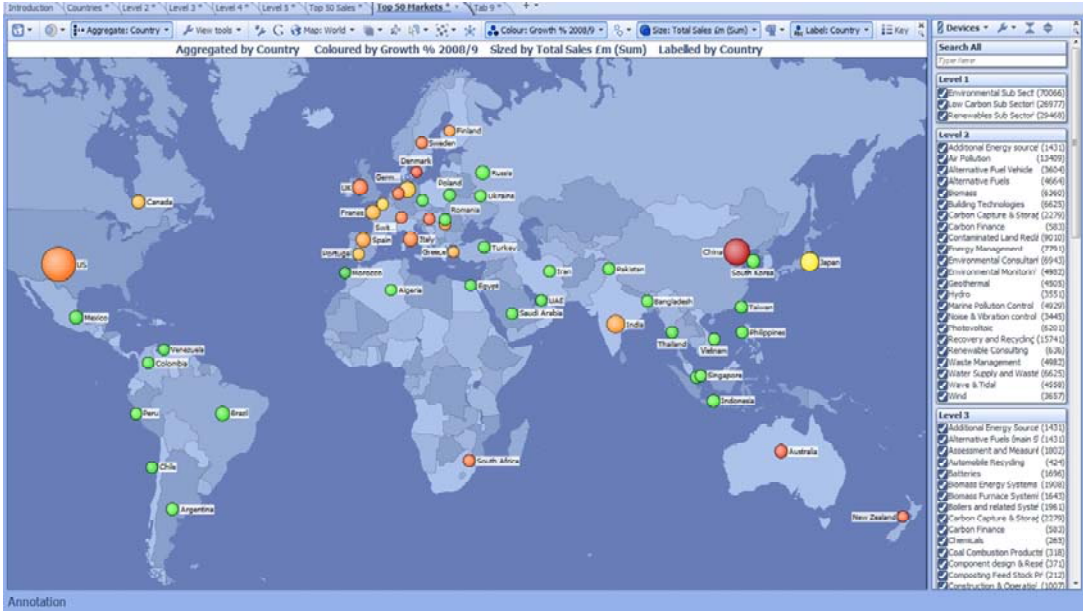 Introduction
Countries *
Level 2 *
Level 3 *
Level 4 *
Level 5 *
Top 50 Sales *
Top 50 Markets *
Tab 9 *
Aggregate: Country
View tools
Map: World
Colour: Growth % 2008/9
Size: Total Sales £m (Sum)
Label: Country
Key
Aggregated by Country Coloured by Growth % 2008/9 Sized by Total Sales £m (Sum) Labelled by Country
Finland
Sweden
Denmark
Germ...
UK
Russia
Poland
Ukraine
Canada
France
Romania
Swit...
Spain
Italy
Portugal
Greece
Turkey
China
Japan
South Korea
US
Morocco
Iran
Pakistan
Algeria
Egypt
UAE
Bangladesh
Saudi Arabia
Taiwan
Mexico
India
Philippines
Thailand
Vietnam
Venezuela
Colombia
Singapore
Indonesia
Peru
Brazil
Australia
Chile
South Africa
Argentina
New Zealand
Devices
Search All
Type here
Level 1
Environmental Sub Sect (70066)
Low Carbon Sub Sector (26977)
Renewables Sub Sector (29468)
Level 2
Additional Energy source (1431)
Air Pollution (13409)
Alternative Fuel Vehicle (3604)
Alternative Fuels (4664)
Biomass (6360)
Building Technologies (6625)
Carbon Capture & Storag (2279)
Carbon Finance (583)
Contaminated Land Recla (9010)
Energy Management (7791)
Environmental Consultan (6943)
Environmental Monitorin (4982)
Geothermal (4805)
Hydro (3551)
Marine Pollution Control (4929)
Noise & Vibration control (3445)
Photovoltaic (6201)
Recovery and Recycling (15741)
Renewable Consulting (636)
Waste Management (4982)
Water Supply and Waste (6625)
Wave & Tidal (4558)
Wind (3657)
Level 3
Additional Energy Source (1431)
Alternative Fuels (main S (1431)
Assessment and Measure (1802)
Automobile Recycling (424)
Batteries (1696)
Biomass Energy Systems (1908)
Biomass Furnace Systems (1643)
Boilers and related Syste (1961)
Carbon Capture & Storag (2279)
Carbon Finance (583)
Chemicals (265)
Coal Combustion Products (318)
Component design & Rese (371)
Composting Feed Stock Pr (212)
Construction & Operatio (1007)
Annotation